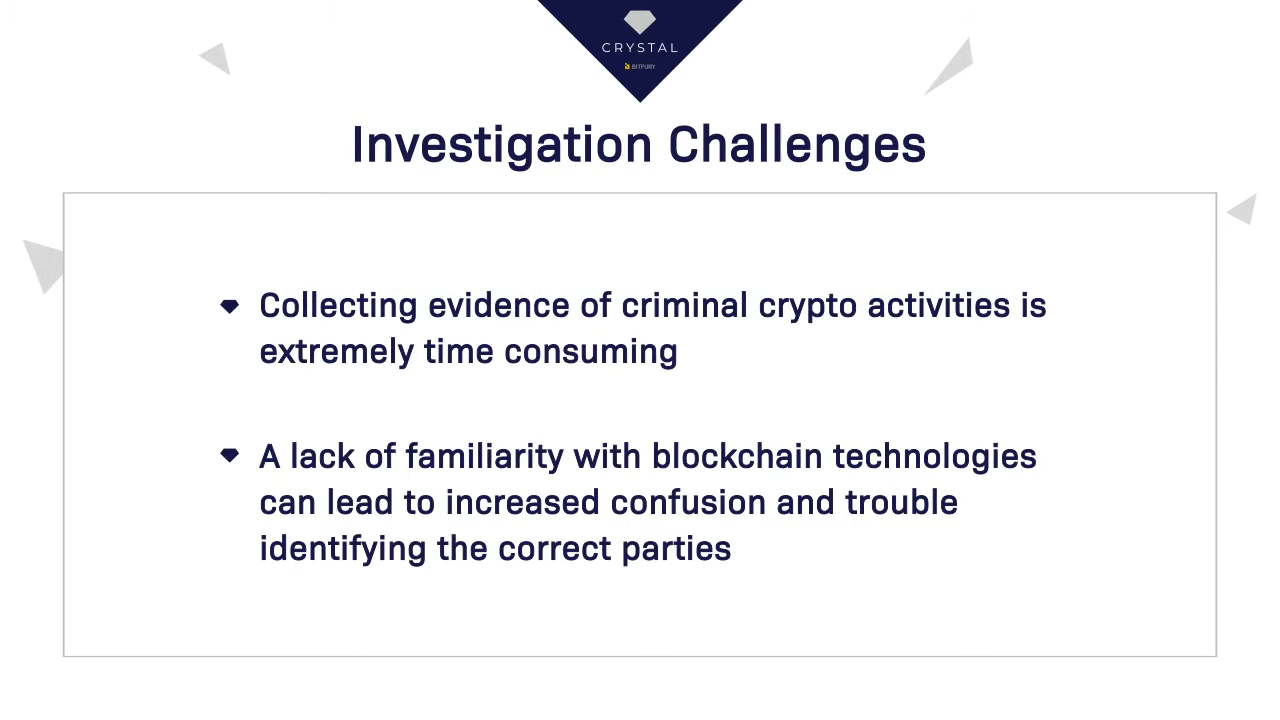 CRYSTAL
BITFURY
Investigation Challenges
Collecting evidence of criminal crypto activities is
extremely time consuming
A lack of familiarity with blockchain technologies
can lead to increased confusion and trouble
identifying the correct parties